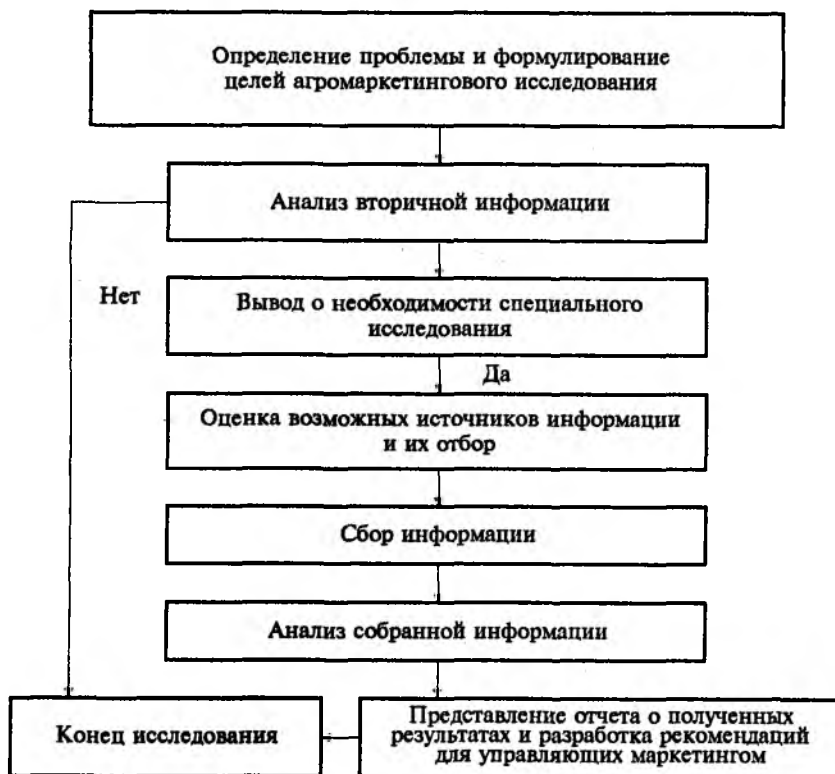 Определение проблемы и формулирование
целей агромаркетингового исследования
Анализ вторичной информации
Нет
Вывод о необходимости специального
исследования
Да
Оценка возможных источников информации
и их отбор
Сбор информации
Анализ собранной информации
Конец исследования
Представление отчета о полученных
результатах и разработка рекомендаций
для управляющих маркетингом